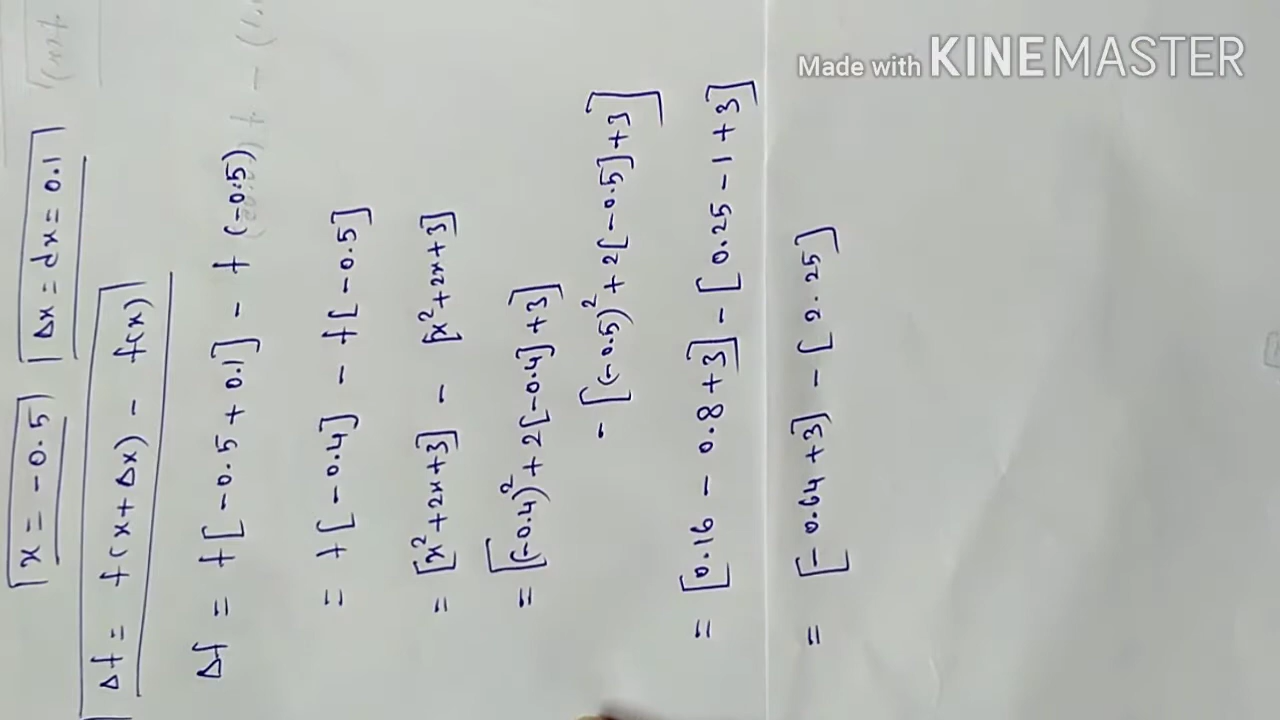 x = -0.5 Δx = dx = 0.1
Δf = f(x+Δx) - f(x)
Δf = f[-0.5+0.1] - f(-0.5)
= f[-0.4] - f[-0.5]
= [x²+2x+3] - [x²+2x+3]
= [(-0.4)²+2[-0.4]+3]
- [(-0.5)²+2[-0.5]+3]
= [0.16 - 0.8+3] - [0.25 - 1+3]
= [-0.64+3] - [2.25]
Made with KINEMASTER